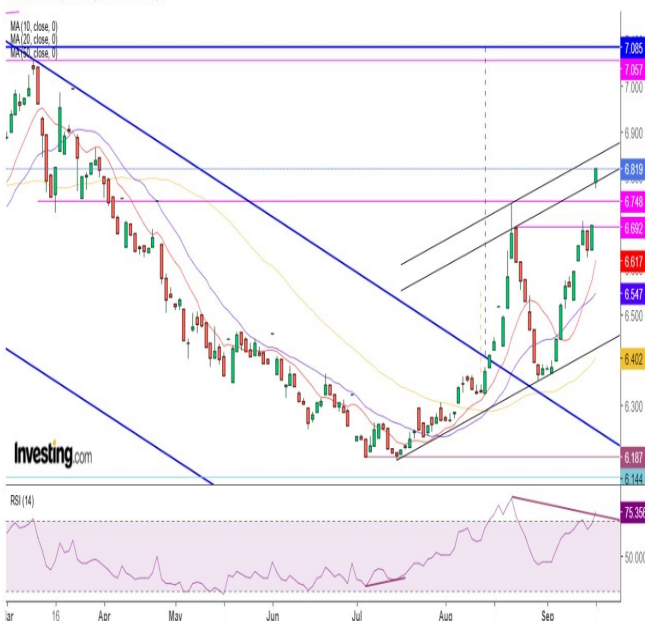 MA (10, close, 0)
MA (20, close, 0)
MA (50, close, 0)
7.085
7.057
7.000
6.900
6.819
6.748
6.692
6.617
6.547
6.500
6.402
6.300
6.187
6.144
Investing.com
RSI (14)
75.356
50.000
16
Apr
May
Jun
Jul
Aug
Sep